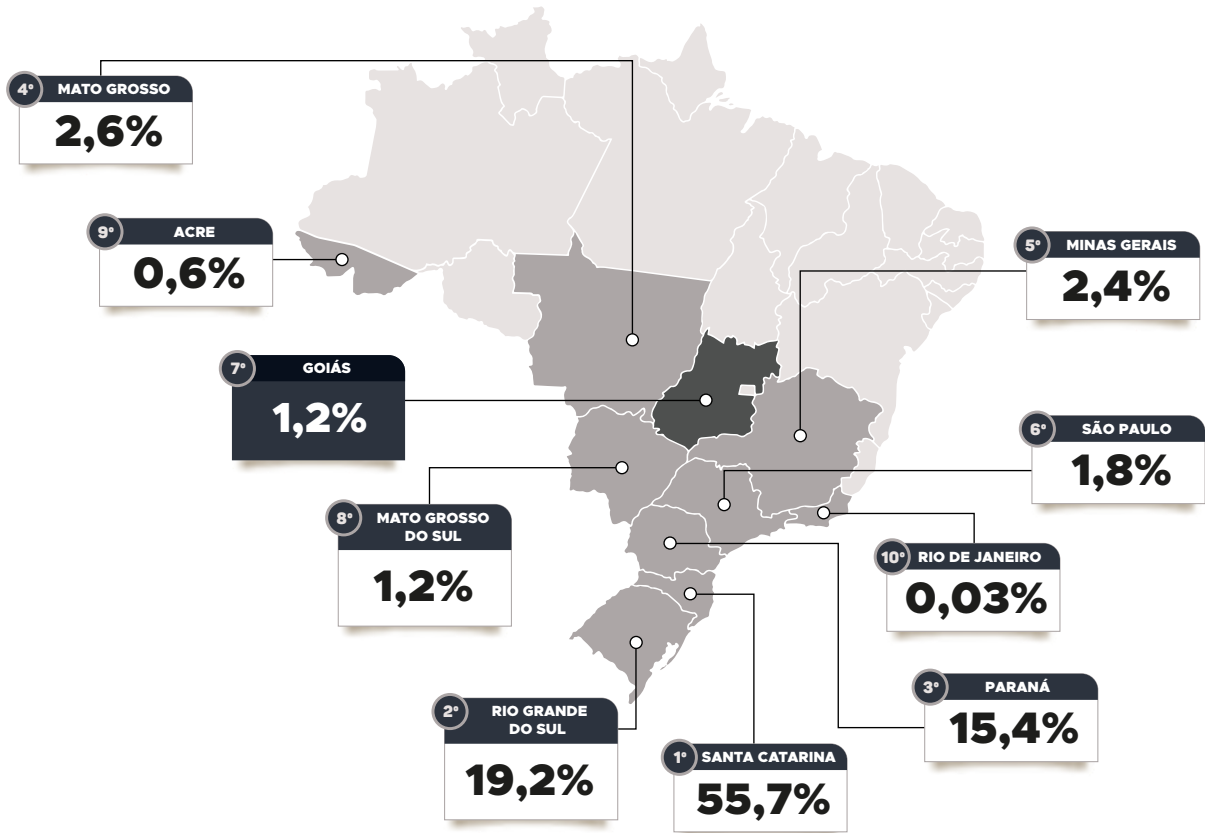 4º MATO GROSSO
2,6%
9º ACRE
0,6%
5º MINAS GERAIS
2,4%
7º GOIÁS
1,2%
6º SÃO PAULO
1,8%
8º MATO GROSSO
DO SUL
1,2%
10º RIO DE JANEIRO
0,03%
3º PARANÁ
15,4%
2º RIO GRANDE
DO SUL
19,2%
1º SANTA CATARINA
55,7%